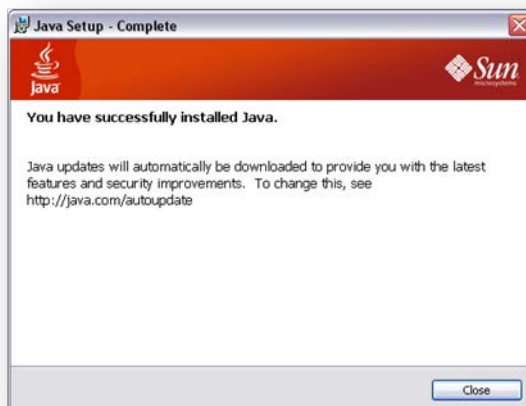 Java Setup - Complete
Java
Sun
microsystems
You have successfully installed Java.
Java updates will automatically be downloaded to provide you with the latest
features and security improvements. To change this, see
http://java.com/autoupdate
Close